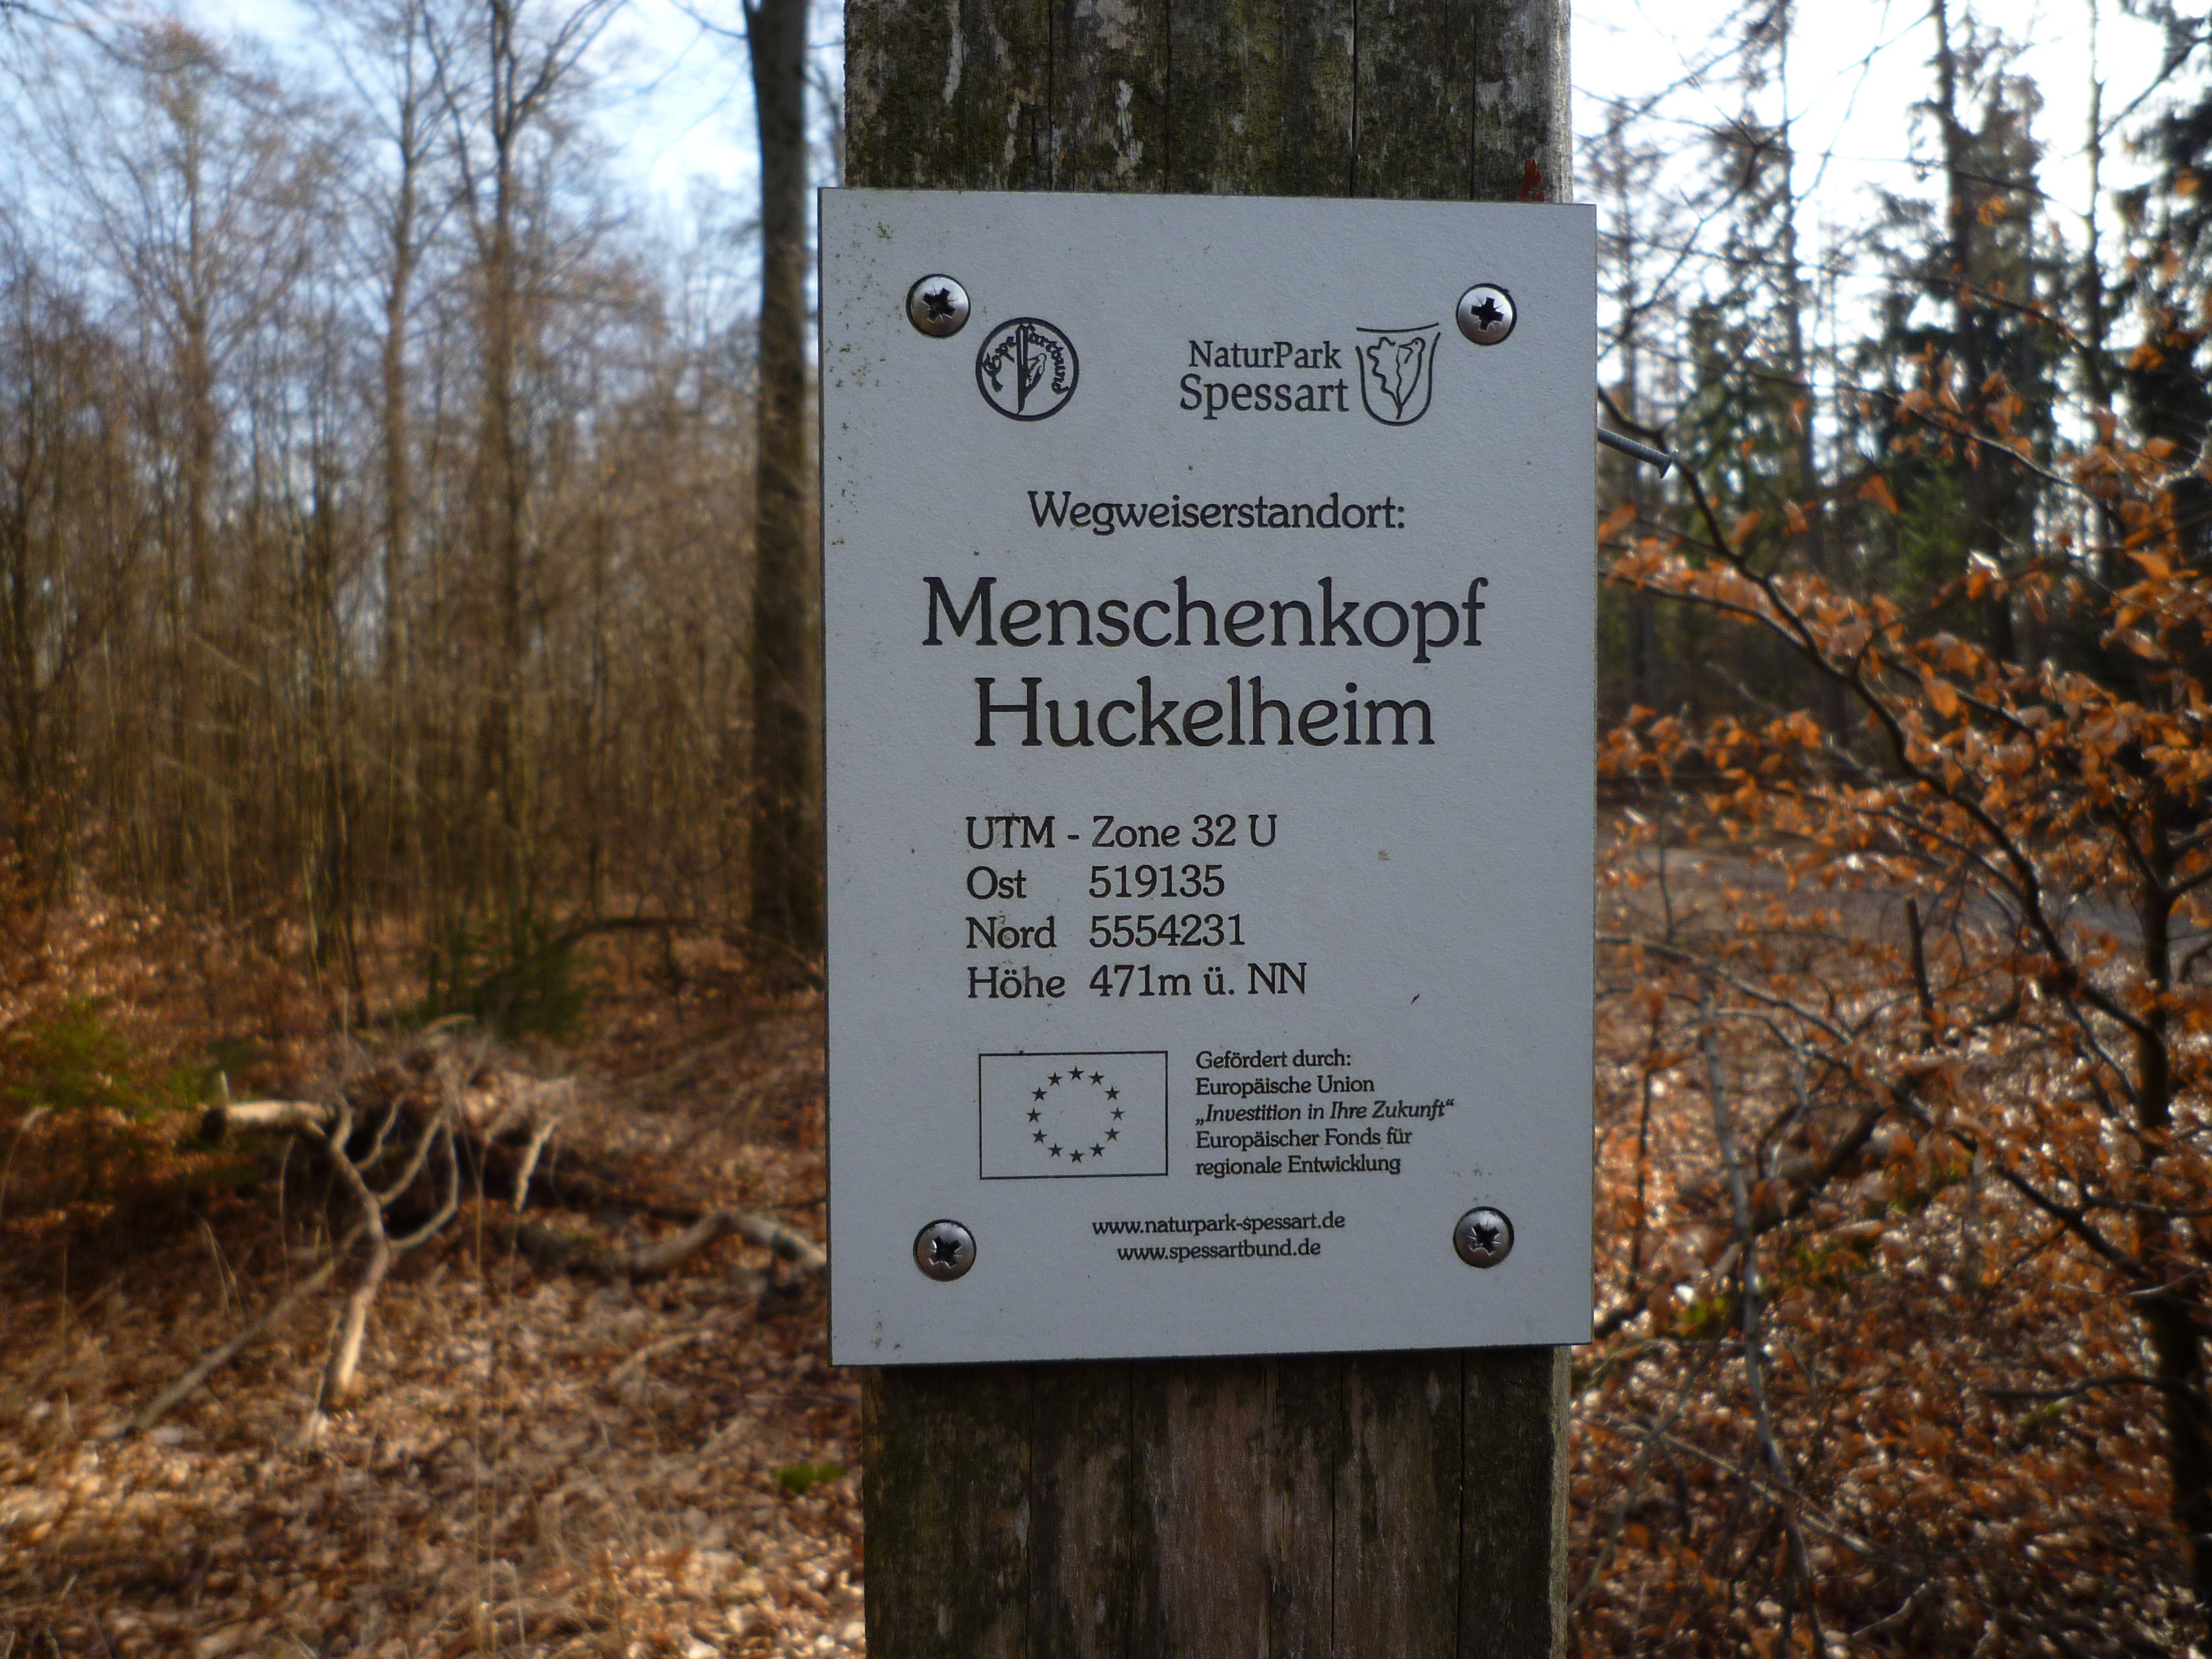 Spessartbund
NaturPark
Spessart
Wegweiserstandort:
Menschenkopf
Huckelheim
UTM - Zone 32 U
Ost 519135
Nord 5554231
Höhe 471m ü. NN
Gefördert durch:
Europäische Union
„Investition in Ihre Zukunft“
Europäischer Fonds für
regionale Entwicklung
www.naturpark-spessart.de
www.spessartbund.de